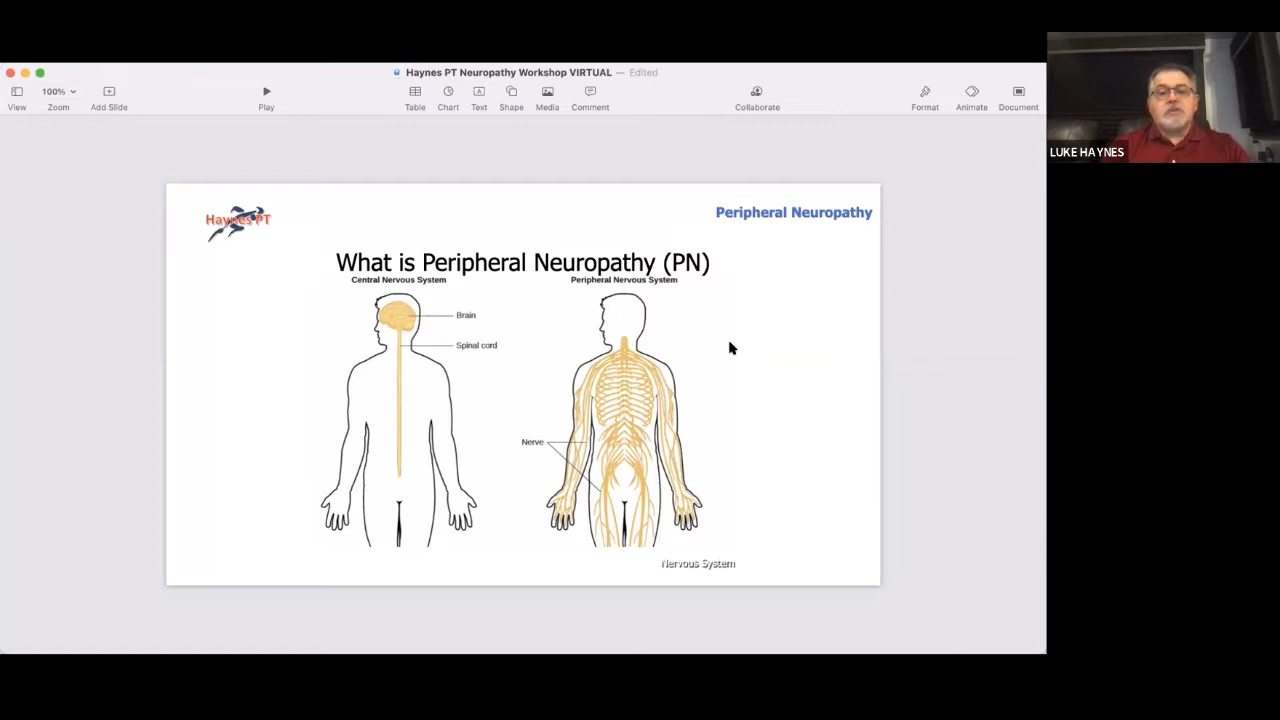 Haynes PT Neuropathy Workshop VIRTUAL — Edited
100%
View
Zoom
Add Slide
Play
Table
Chart
Text
Shape
Media
Comment
Collaborate
Format
Animate
Document
LUKE HAYNES
Haynes PT
Peripheral Neuropathy
What is Peripheral Neuropathy (PN)
Central Nervous System
Peripheral Nervous System
Brain
Spinal cord
Nerve
Nervous System